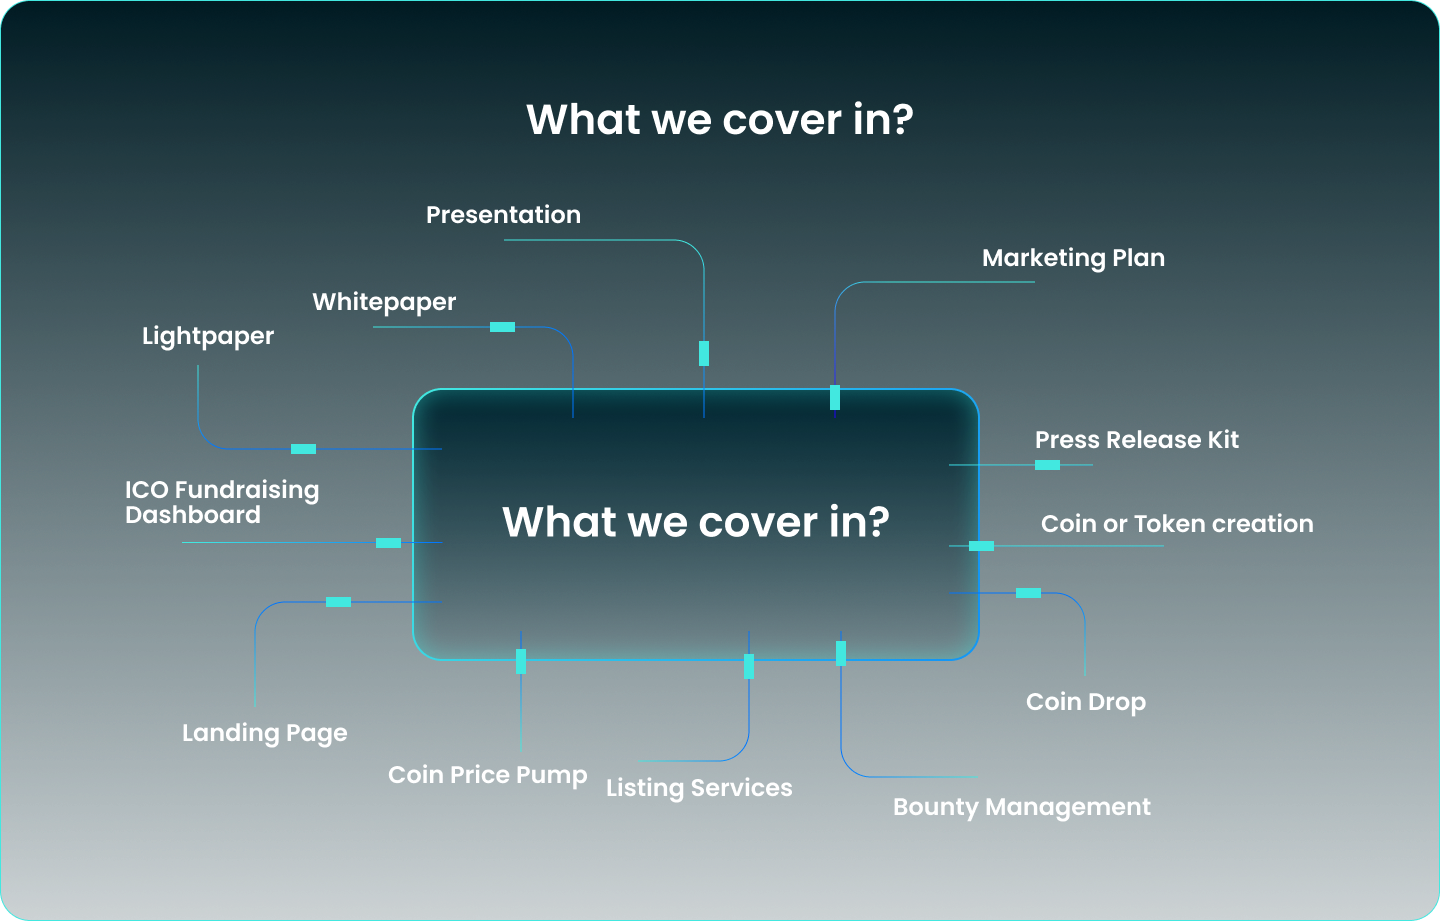 What we cover in?
Presentation
Marketing Plan
Whitepaper
Lightpaper
Press Release Kit
ICO Fundraising
Dashboard
What we cover in?
Coin or Token creation
Coin Drop
Landing Page
Coin Price Pump
Listing Services
Bounty Management